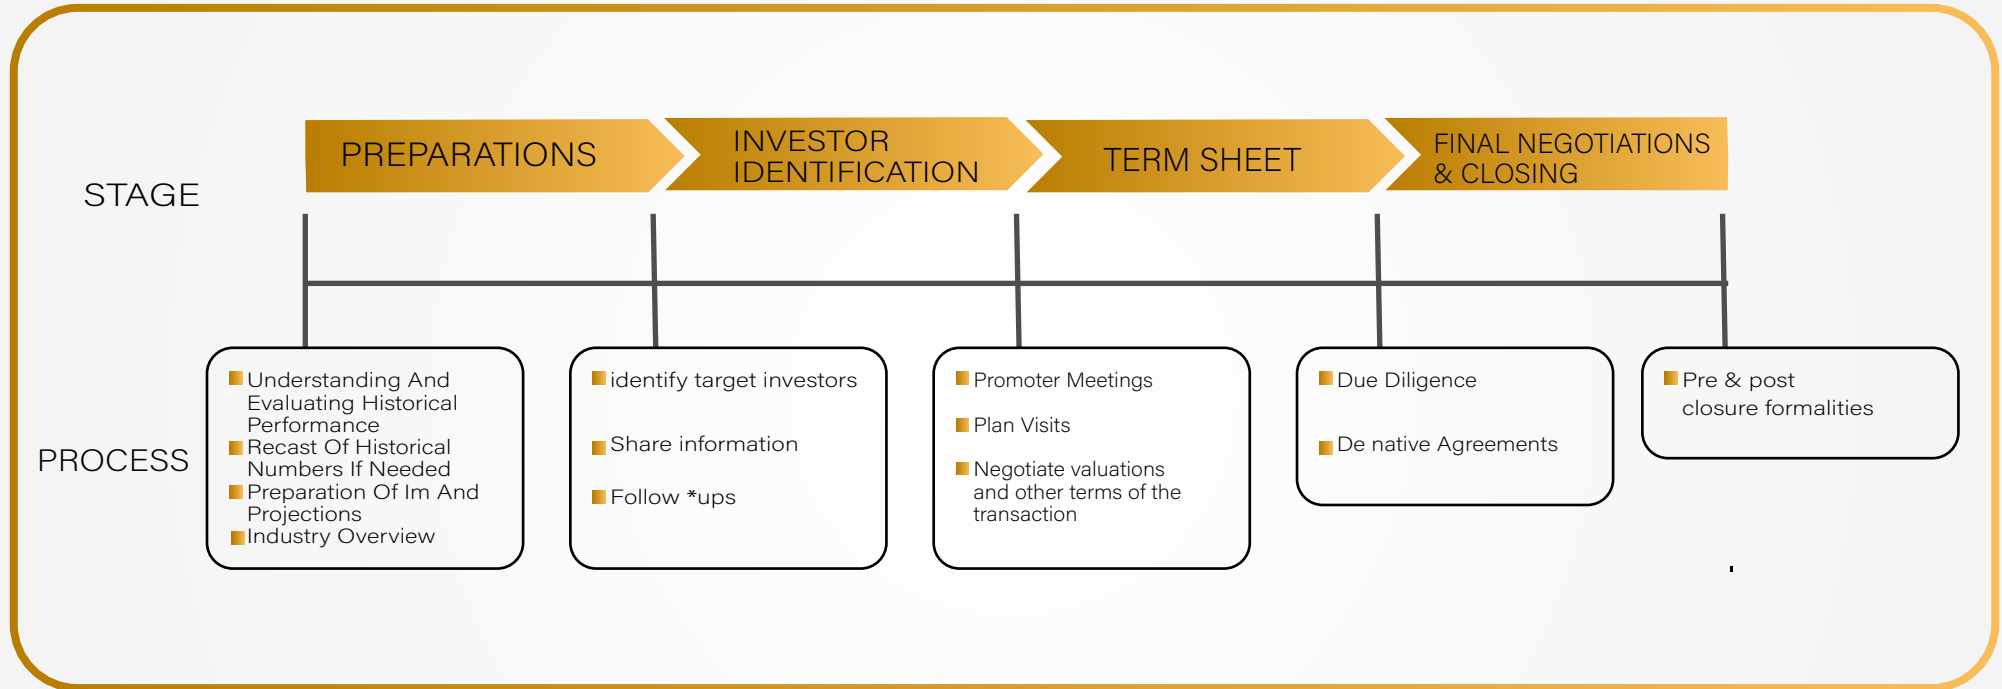 STAGE
PREPARATIONS
INVESTOR
IDENTIFICATION
TERM SHEET
FINAL NEGOTIATIONS
& CLOSING
PROCESS
Understanding And
Evaluating Historical
Performance
Recast Of Historical
Numbers If Needed
Preparation Of Im And
Projections
Industry Overview
identify target investors
Share information
Follow *ups
Promoter Meetings
Plan Visits
Negotiate valuations
and other terms of the
transaction
Due Diligence
De native Agreements
Pre & post
closure formalities